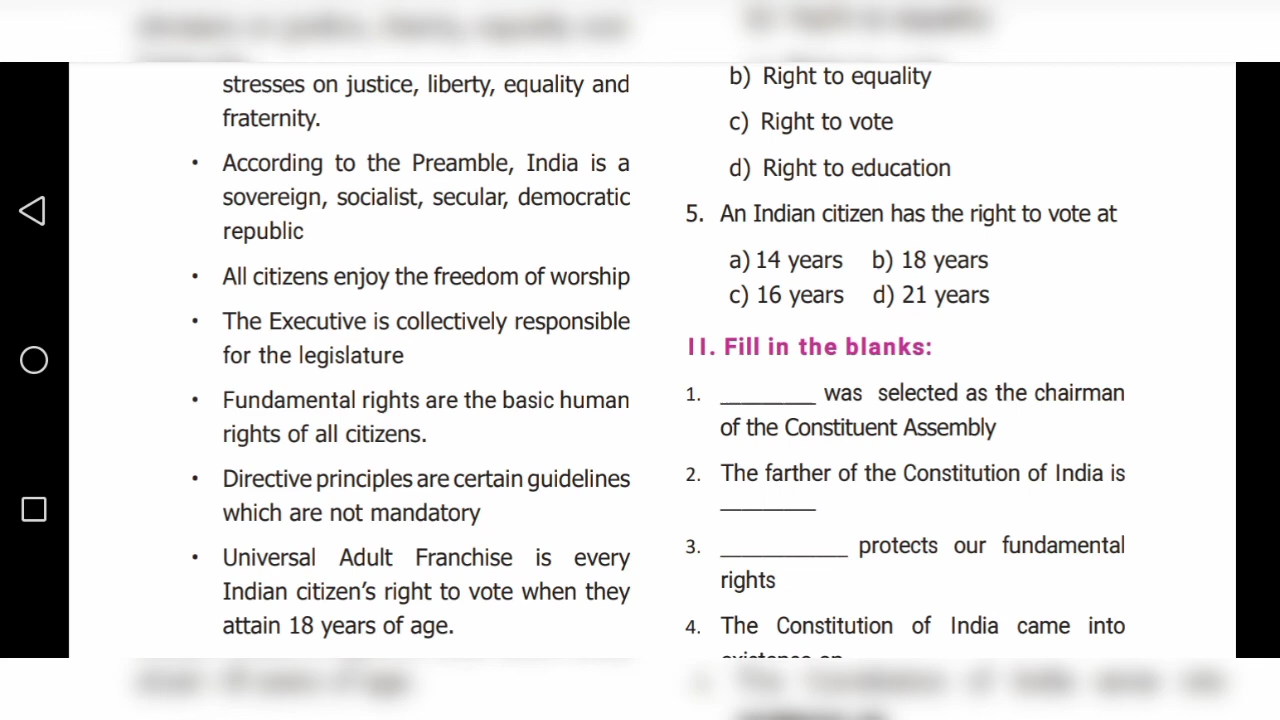 stresses on justice, liberty, equality and
fraternity.
• According to the Preamble, India is a
sovereign, socialist, secular, democratic
republic
• All citizens enjoy the freedom of worship
• The Executive is collectively responsible
for the legislature
• Fundamental rights are the basic human
rights of all citizens.
• Directive principles are certain guidelines
which are not mandatory
• Universal Adult Franchise is every
Indian citizen's right to vote when they
attain 18 years of age.
b) Right to equality
c) Right to vote
d) Right to education
5. An Indian citizen has the right to vote at
a) 14 years b) 18 years
c) 16 years d) 21 years
II. Fill in the blanks:
1. _________ was selected as the chairman
of the Constituent Assembly
2. The farther of the Constitution of India is
_________
3. ____________ protects our fundamental
rights
4. The Constitution of India came into